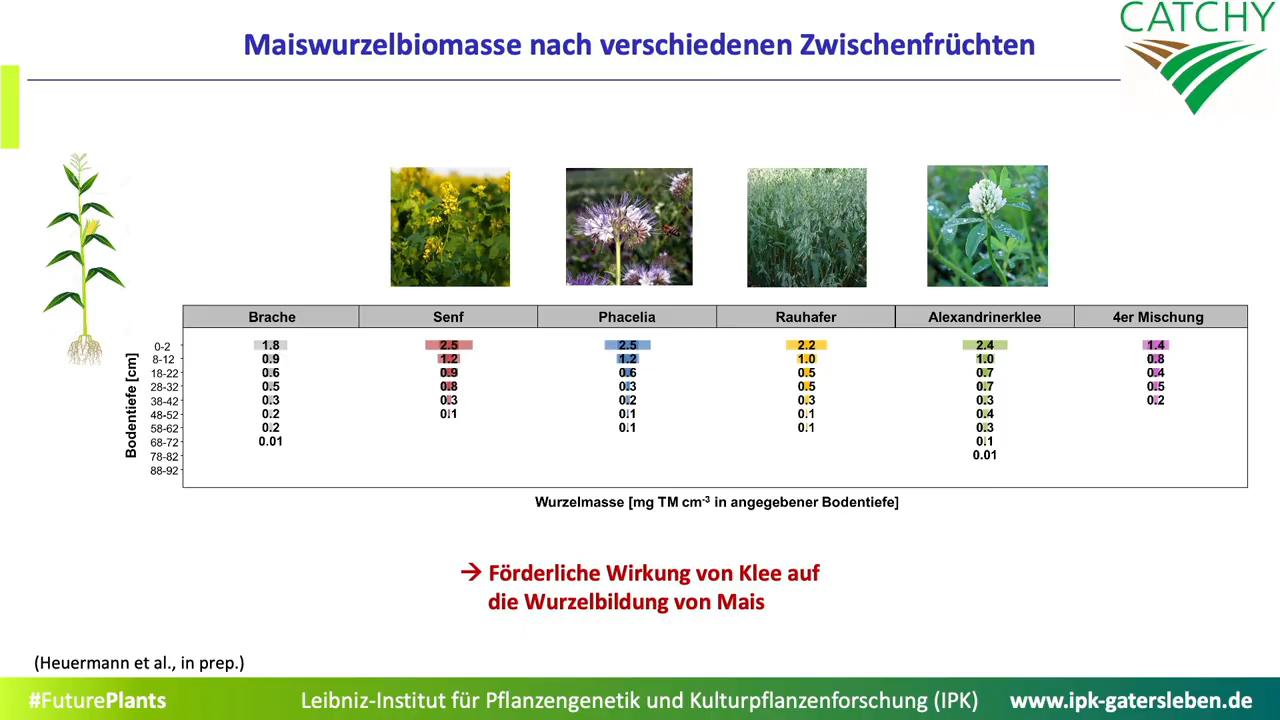 CATCHY
Maiswurzelbiomasse nach verschiedenen Zwischenfrüchten
Brache Senf Phacelia Rauhafer Alexandrinerklee 4er Mischung
Bodentiefe [cm]
0-2 1.8 2.5 2.5 2.2 2.4 1.4
8-12 0.9 1.2 1.2 1.0 1.0 0.8
18-22 0.6 0.9 0.6 0.5 0.7 0.4
28-32 0.5 0.8 0.3 0.5 0.7 0.5
38-42 0.3 0.3 0.2 0.3 0.3 0.2
48-52 0.2 0.1 0.1 0.1 0.4
58-62 0.2 0.1 0.1 0.3
68-72 0.01 0.1
78-82 0.01
88-92
Wurzelmasse [mg TM cm⁻³ in angegebener Bodentiefe]
→ Förderliche Wirkung von Klee auf
die Wurzelbildung von Mais
(Heuermann et al., in prep.)
#FuturePlants Leibniz-Institut für Pflanzengenetik und Kulturpflanzenforschung (IPK) www.ipk-gatersleben.de